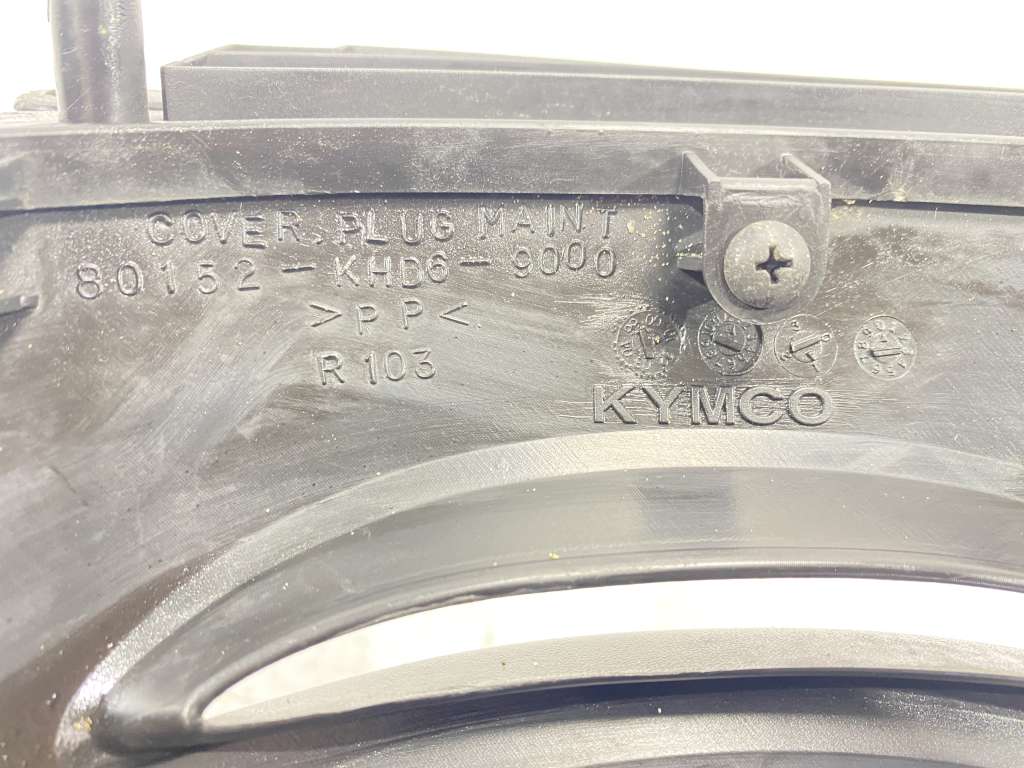 COVER, PLUG MAINT
80152-KHD6-9000
>PP<
R103
KYMCO